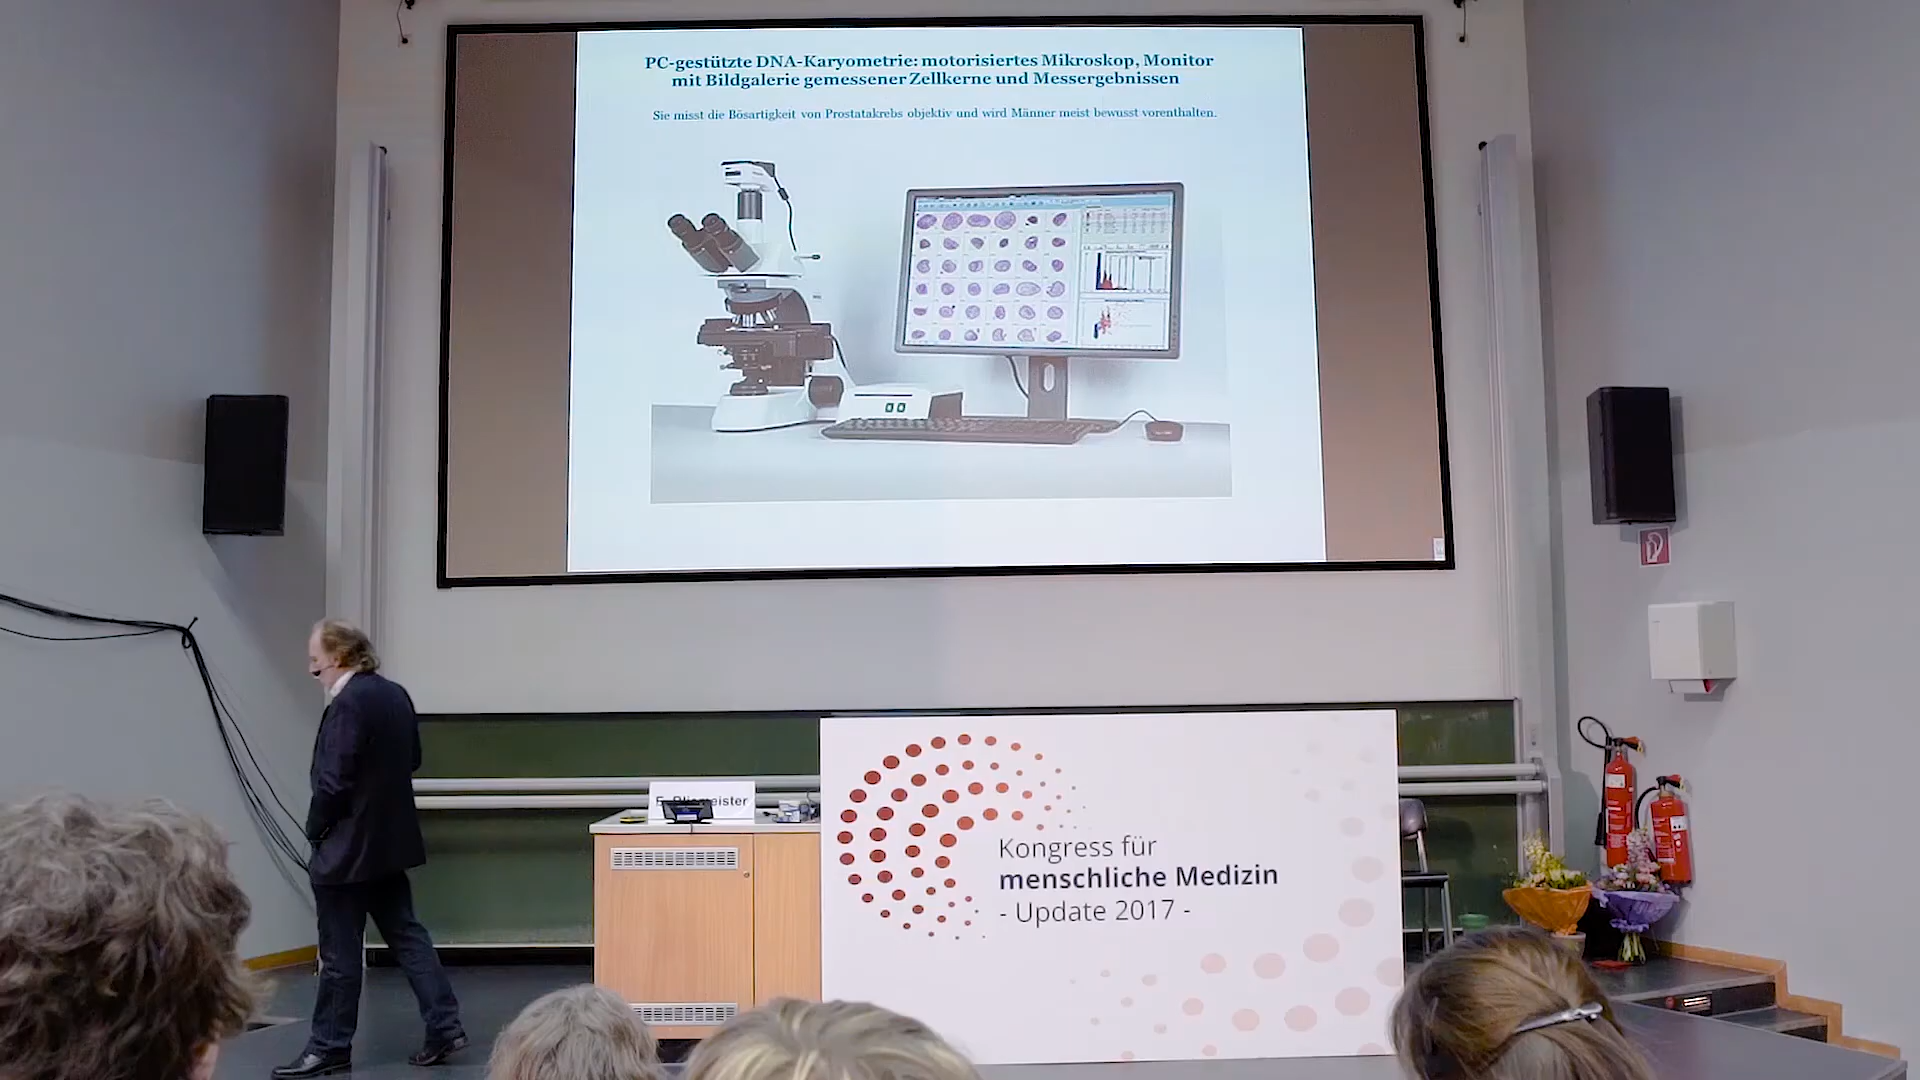 PC-gestützte DNA-Karyometrie: motorisiertes Mikroskop, Monitor
mit Bildgalerie gemessener Zellkerne und Messergebnissen
Sie misst die Bösartigkeit von Prostatakrebs objektiv und wird Männer meist bewusst vorenthalten.
Kongress für
menschliche Medizin
- Update 2017 -